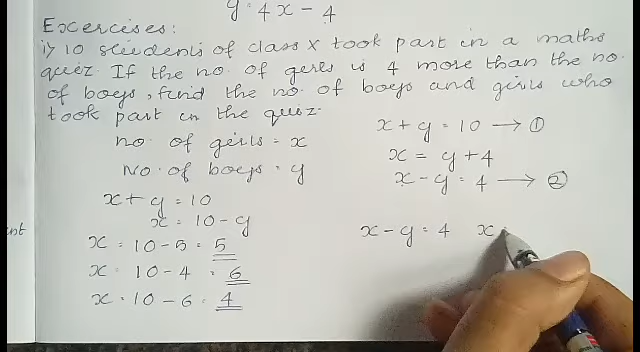 y = 4x - 4
Exercises:
i) 10 students of class X took part in a maths
quiz. If the no. of girls is 4 more than the no.
of boys, find the no. of boys and girls who
took part in the quiz.
no. of girls = x
No. of boys = y
x + y = 10
x = 10 - y
x = 10 - 5 = 5
x = 10 - 4 = 6
x = 10 - 6 = 4
x + y = 10 → ①
x = y + 4
x - y = 4 → ②
x - y = 4 x
nt